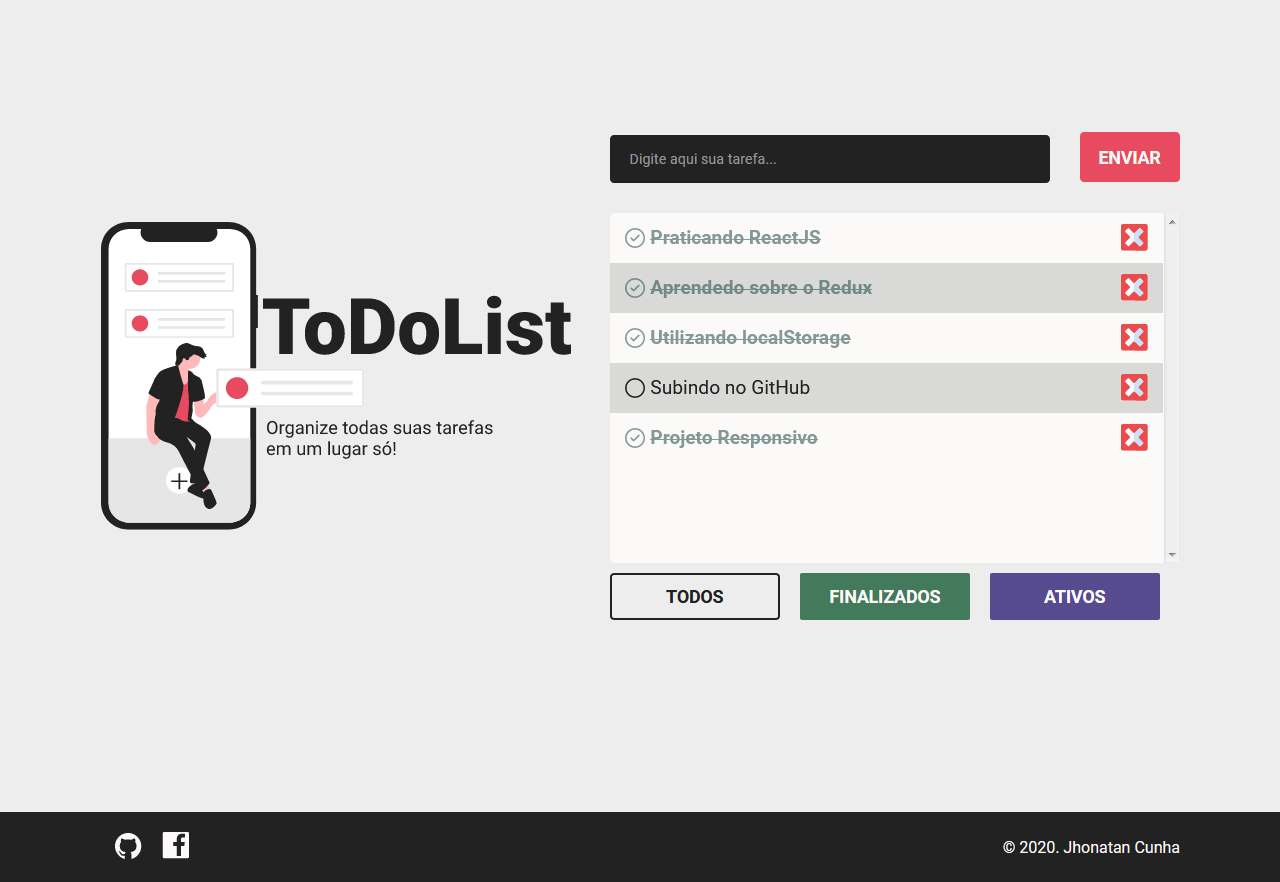 Digite aqui sua tarefa...
ENVIAR
ToDoList
Organize todas suas tarefas
em um lugar só!
Praticando ReactJS
Aprendedo sobre o Redux
Utilizando localStorage
Subindo no GitHub
Projeto Responsivo
TODOS
FINALIZADOS
ATIVOS
© 2020. Jhonatan Cunha